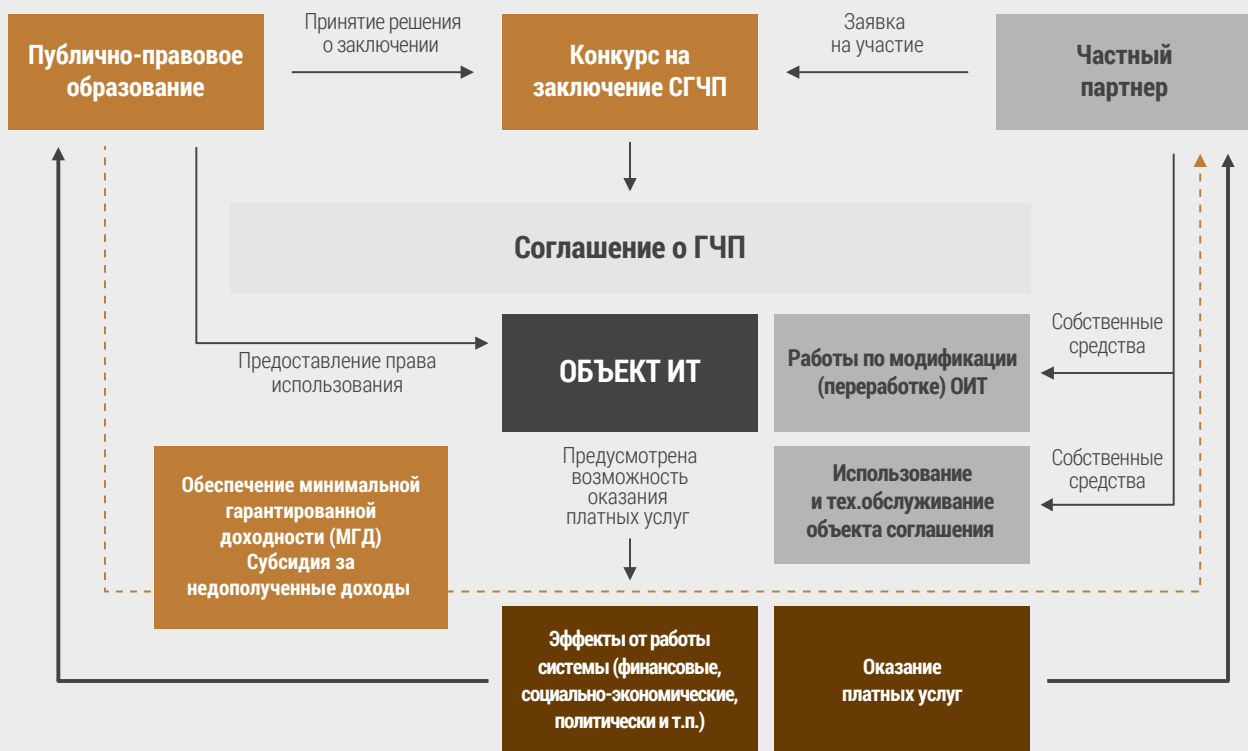 Публично-правовое
образование
Принятие решения
о заключении
Конкурс на
заключение СГЧП
Заявка
на участие
Частный
партнер
Соглашение о ГЧП
Предоставление права
использования
ОБЪЕКТ ИТ
Работы по модификации
(переработке) ОИТ
Собственные
средства
Обеспечение минимальной
гарантированной
доходности (МГД)
Субсидия за
недополученные доходы
Предусмотрена
возможность
оказания
платных услуг
Использование
и тех.обслуживание
объекта соглашения
Собственные
средства
Эффекты от работы
системы (финансовые,
социально-экономические,
политически и т.п.)
Оказание
платных услуг